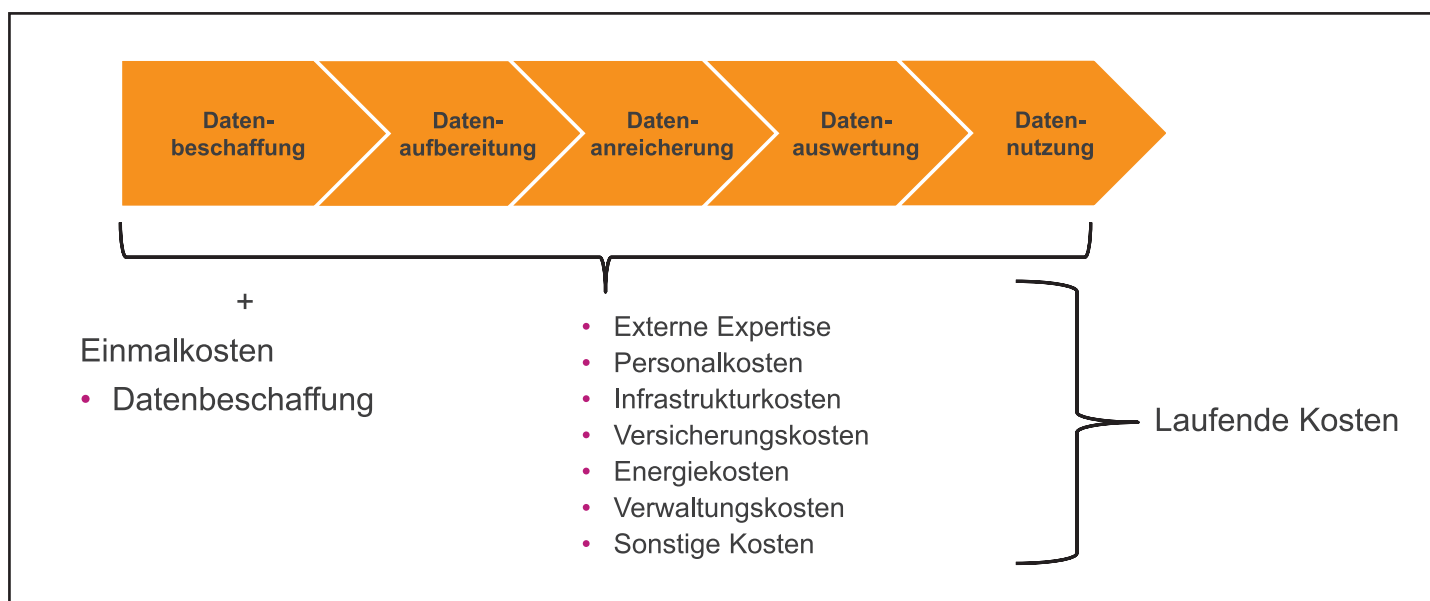 Daten-
beschaffung
Daten-
aufbereitung
Daten-
anreicherung
Daten-
auswertung
Daten-
nutzung
+
Einmalkosten
• Datenbeschaffung
• Externe Expertise
• Personalkosten
• Infrastrukturkosten
• Versicherungskosten
• Energiekosten
• Verwaltungskosten
• Sonstige Kosten
Laufende Kosten